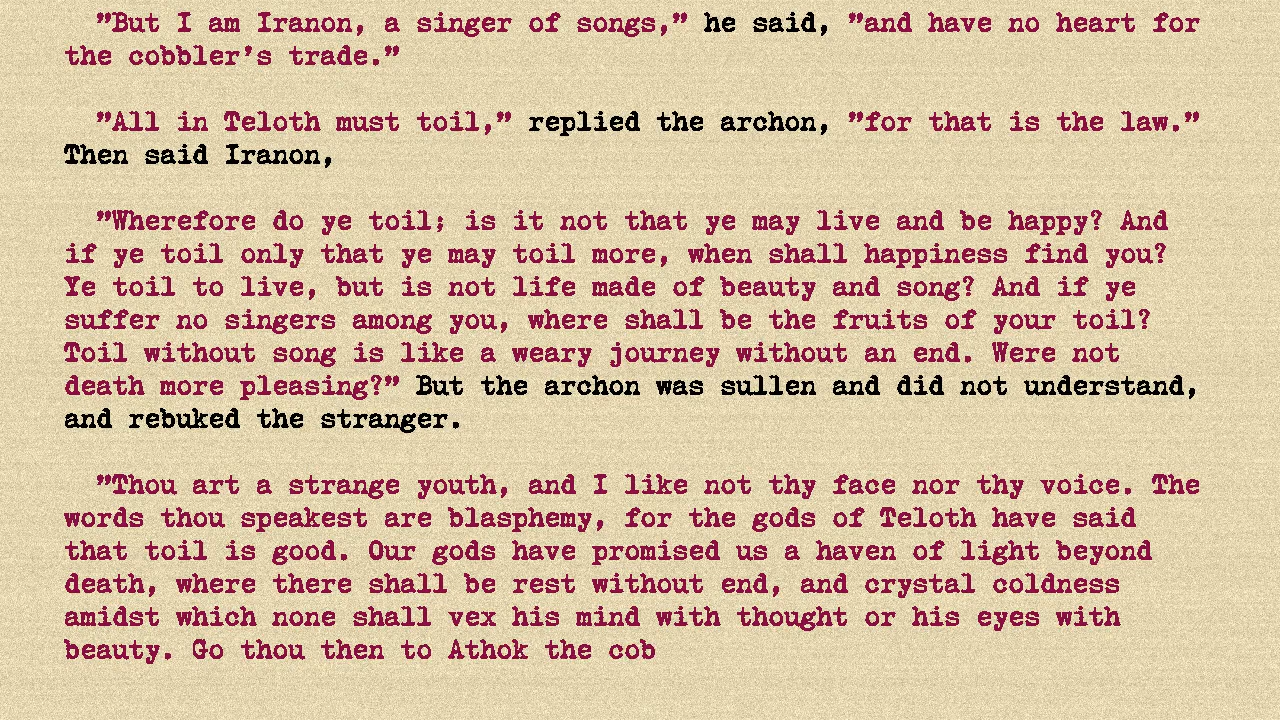 ”But I am Iranon, a singer of songs,” he said, ”and have no heart for
the cobbler’s trade.”
”All in Teloth must toil,” replied the archon, ”for that is the law.”
Then said Iranon,
”Wherefore do ye toil; is it not that ye may live and be happy? And
if ye toil only that ye may toil more, when shall happiness find you?
Ye toil to live, but is not life made of beauty and song? And if ye
suffer no singers among you, where shall be the fruits of your toil?
Toil without song is like a weary journey without an end. Were not
death more pleasing?” But the archon was sullen and did not understand,
and rebuked the stranger.
”Thou art a strange youth, and I like not thy face nor thy voice. The
words thou speakest are blasphemy, for the gods of Teloth have said
that toil is good. Our gods have promised us a haven of light beyond
death, where there shall be rest without end, and crystal coldness
amidst which none shall vex his mind with thought or his eyes with
beauty. Go thou then to Athok the cob